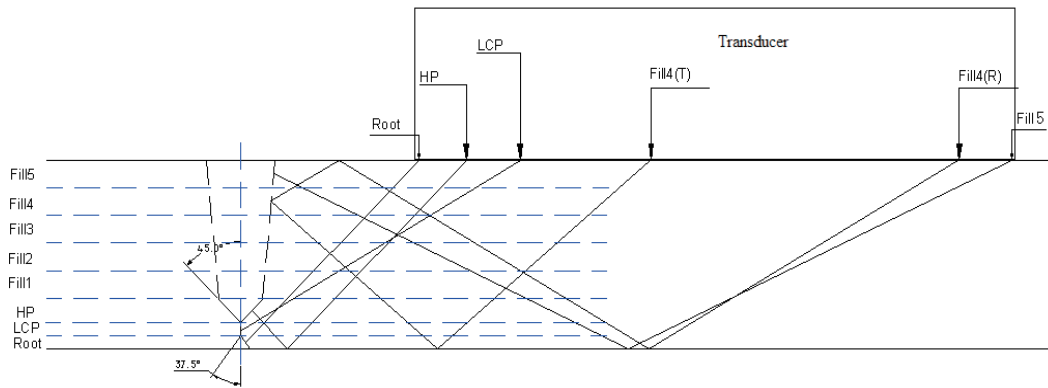 Transducer
LCP
HP
Fill4(T)
Fill4(R)
Root
Fill5
Fill5
Fill4
Fill3
45.0°
Fill2
Fill1
HP
LCP
Root
37.5°